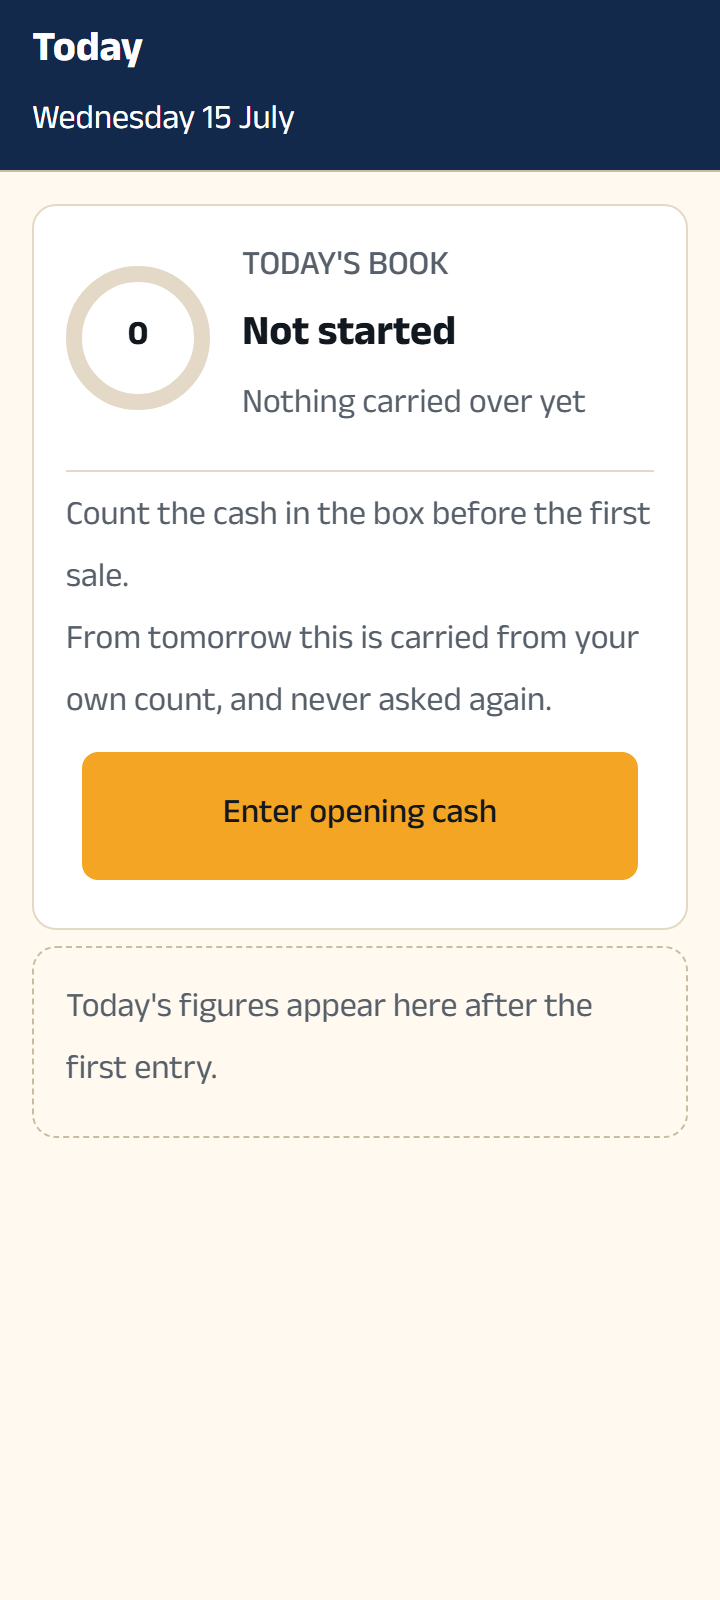 Today
Wednesday 15 July
TODAY'S BOOK
0
Not started
Nothing carried over yet
Count the cash in the box before the first
sale.
From tomorrow this is carried from your
own count, and never asked again.
Enter opening cash
Today's figures appear here after the
first entry.